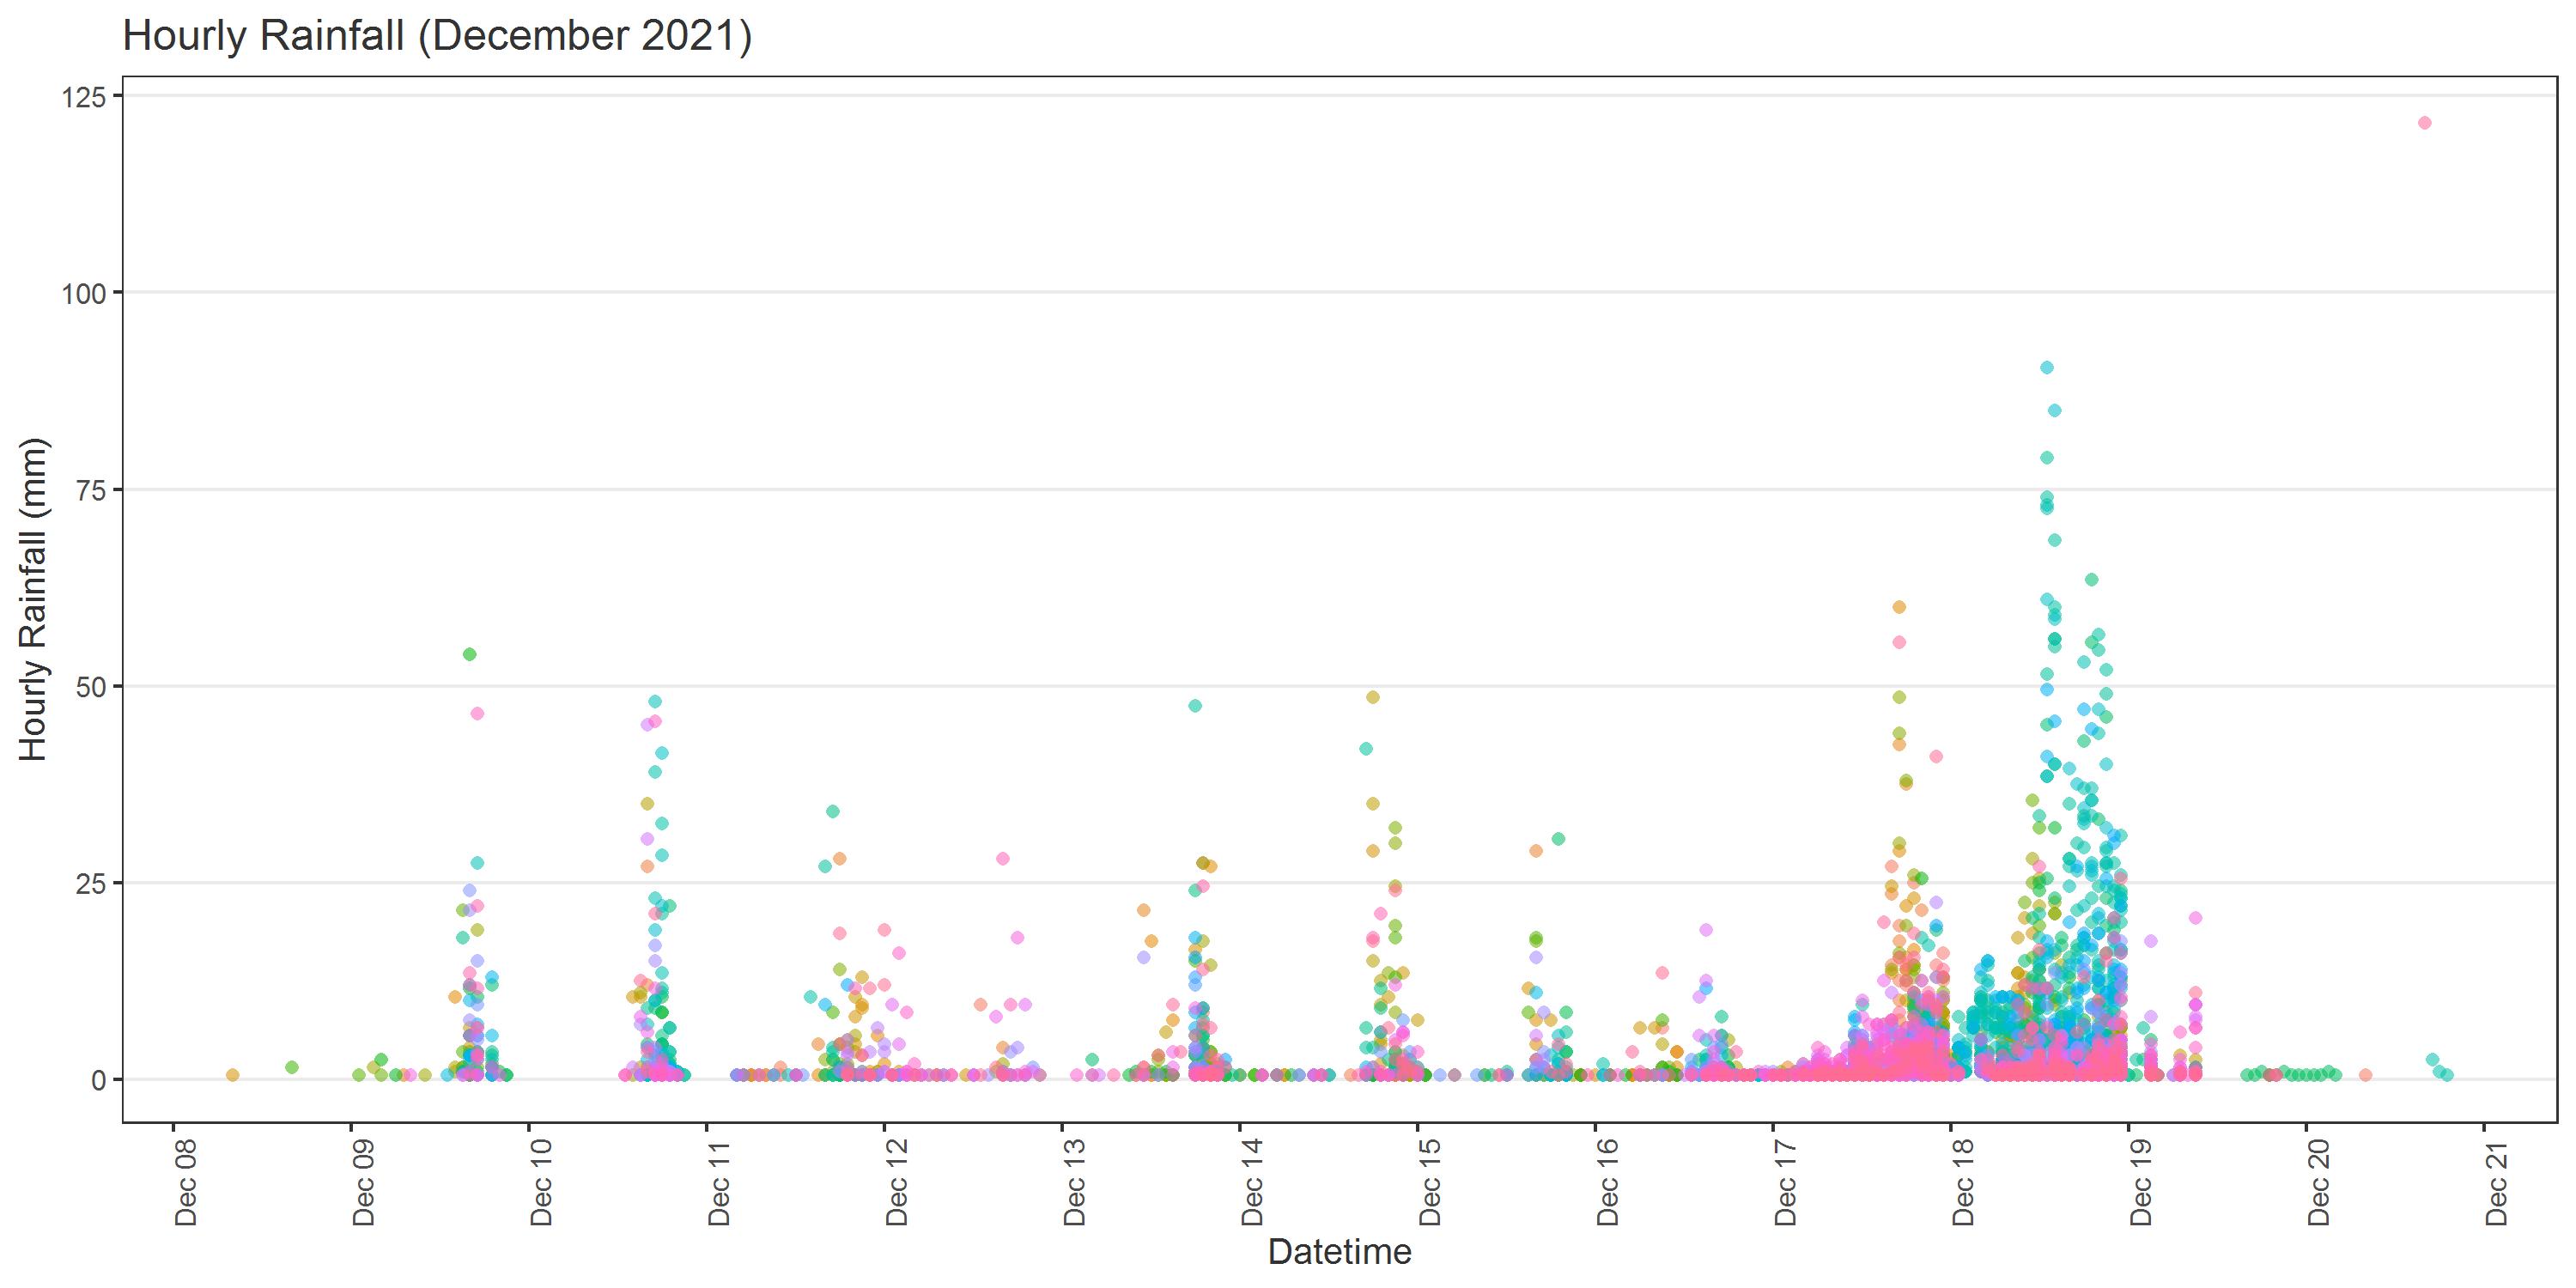 Hourly Rainfall (December 2021)
Hourly Rainfall (mm)
125
100
75
50
25
0
Dec 08
Dec 09
Dec 10
Dec 11
Dec 12
Dec 13
Dec 14
Dec 15
Dec 16
Dec 17
Dec 18
Dec 19
Dec 20
Dec 21
Datetime